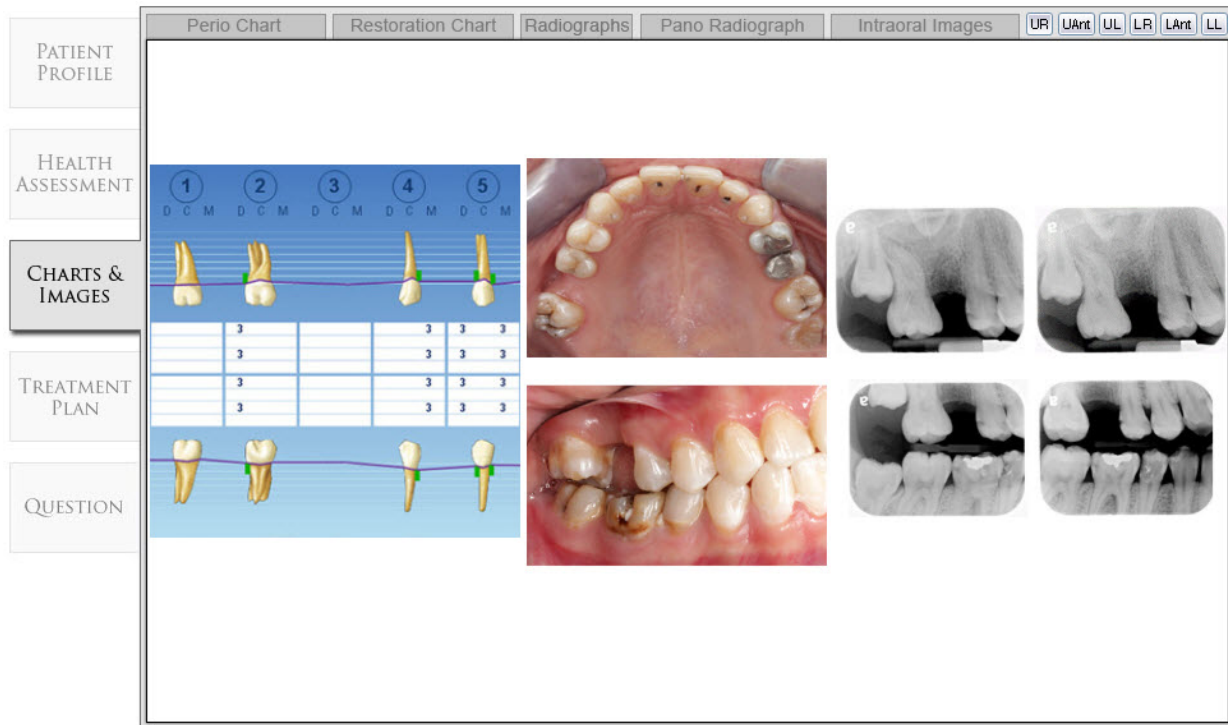 PATIENT
PROFILE
HEALTH
ASSESSMENT
CHARTS &
IMAGES
TREATMENT
PLAN
QUESTION
Perio Chart Restoration Chart Radiographs Pano Radiograph Intraoral Images UR UAnt UL LR LAnt LL
1 2 3 4 5
D C M D C M D C M D C M D C M
3 3 3 3
3 3 3 3
3 3 3 3
3 3 3 3
a a
a a